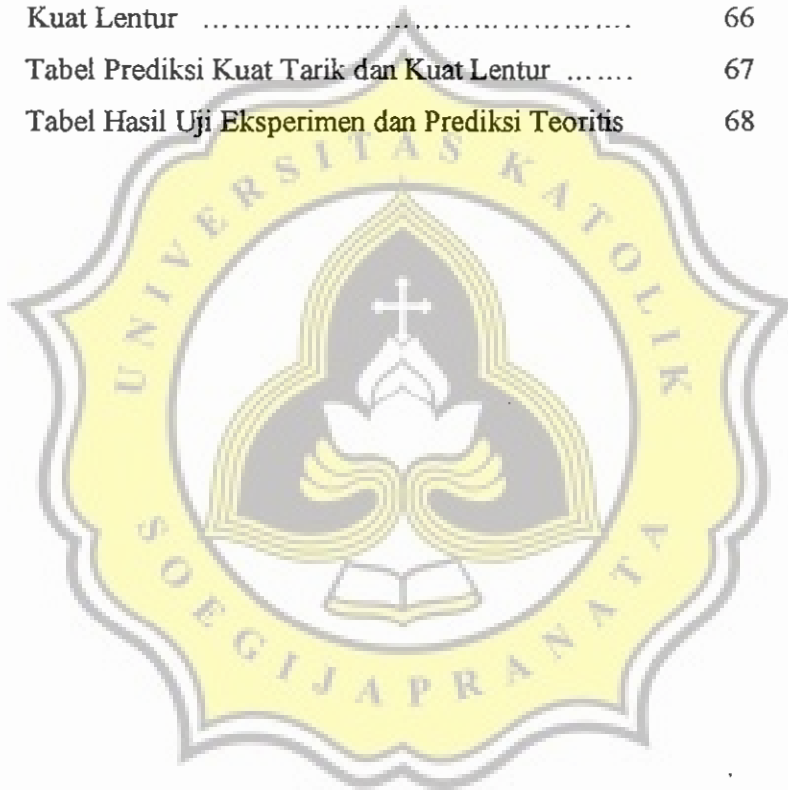 Kuat Lentur ........................................ 66
Tabel Prediksi Kuat Tarik dan Kuat Lentur ....... 67
Tabel Hasil Uji Eksperimen dan Prediksi Teoritis 68
UNIVERSITAS KATOLIK
SOEGIJAPRANATA